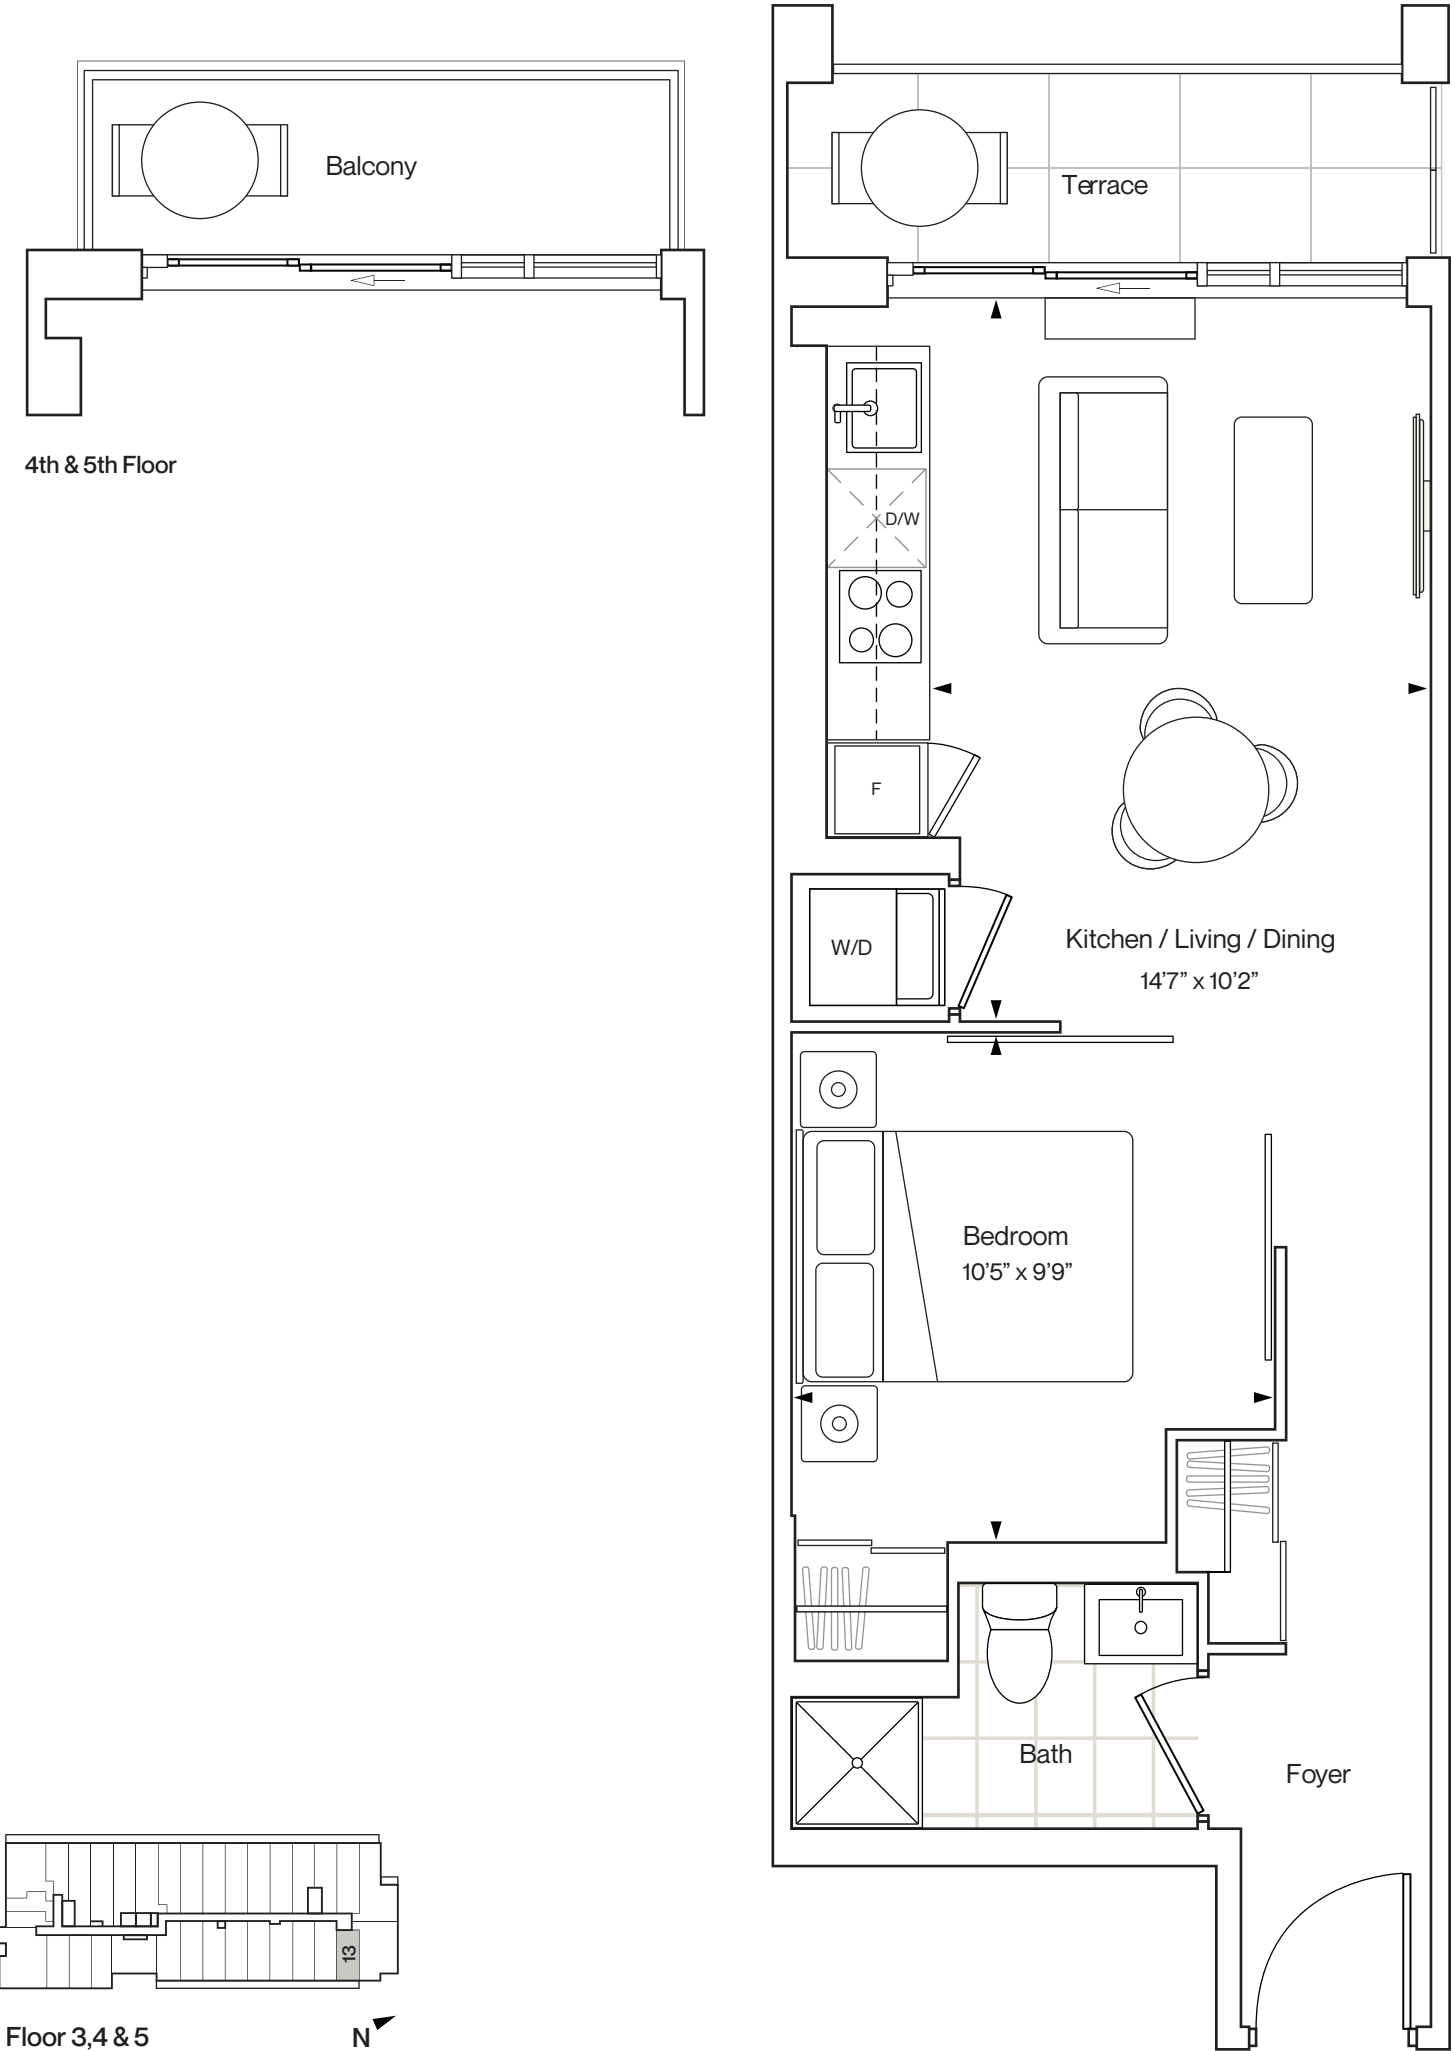 Balcony
4th & 5th Floor
Terrace
D/W
F
W/D
Kitchen / Living / Dining
14’7” x 10’2”
Bedroom
10’5” x 9’9”
Bath
Foyer
13
Floor 3,4 & 5
N